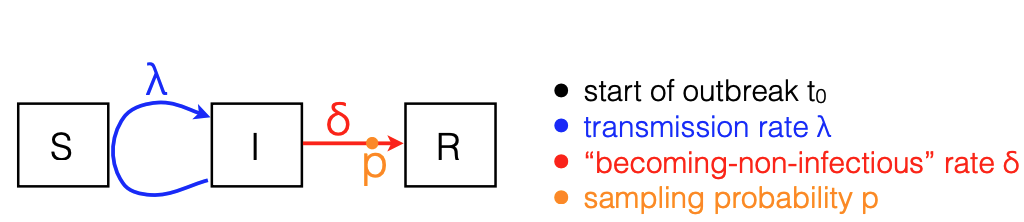 λ
S
I
δ
p
R
start of outbreak t₀
transmission rate λ
“becoming-non-infectious” rate δ
sampling probability p